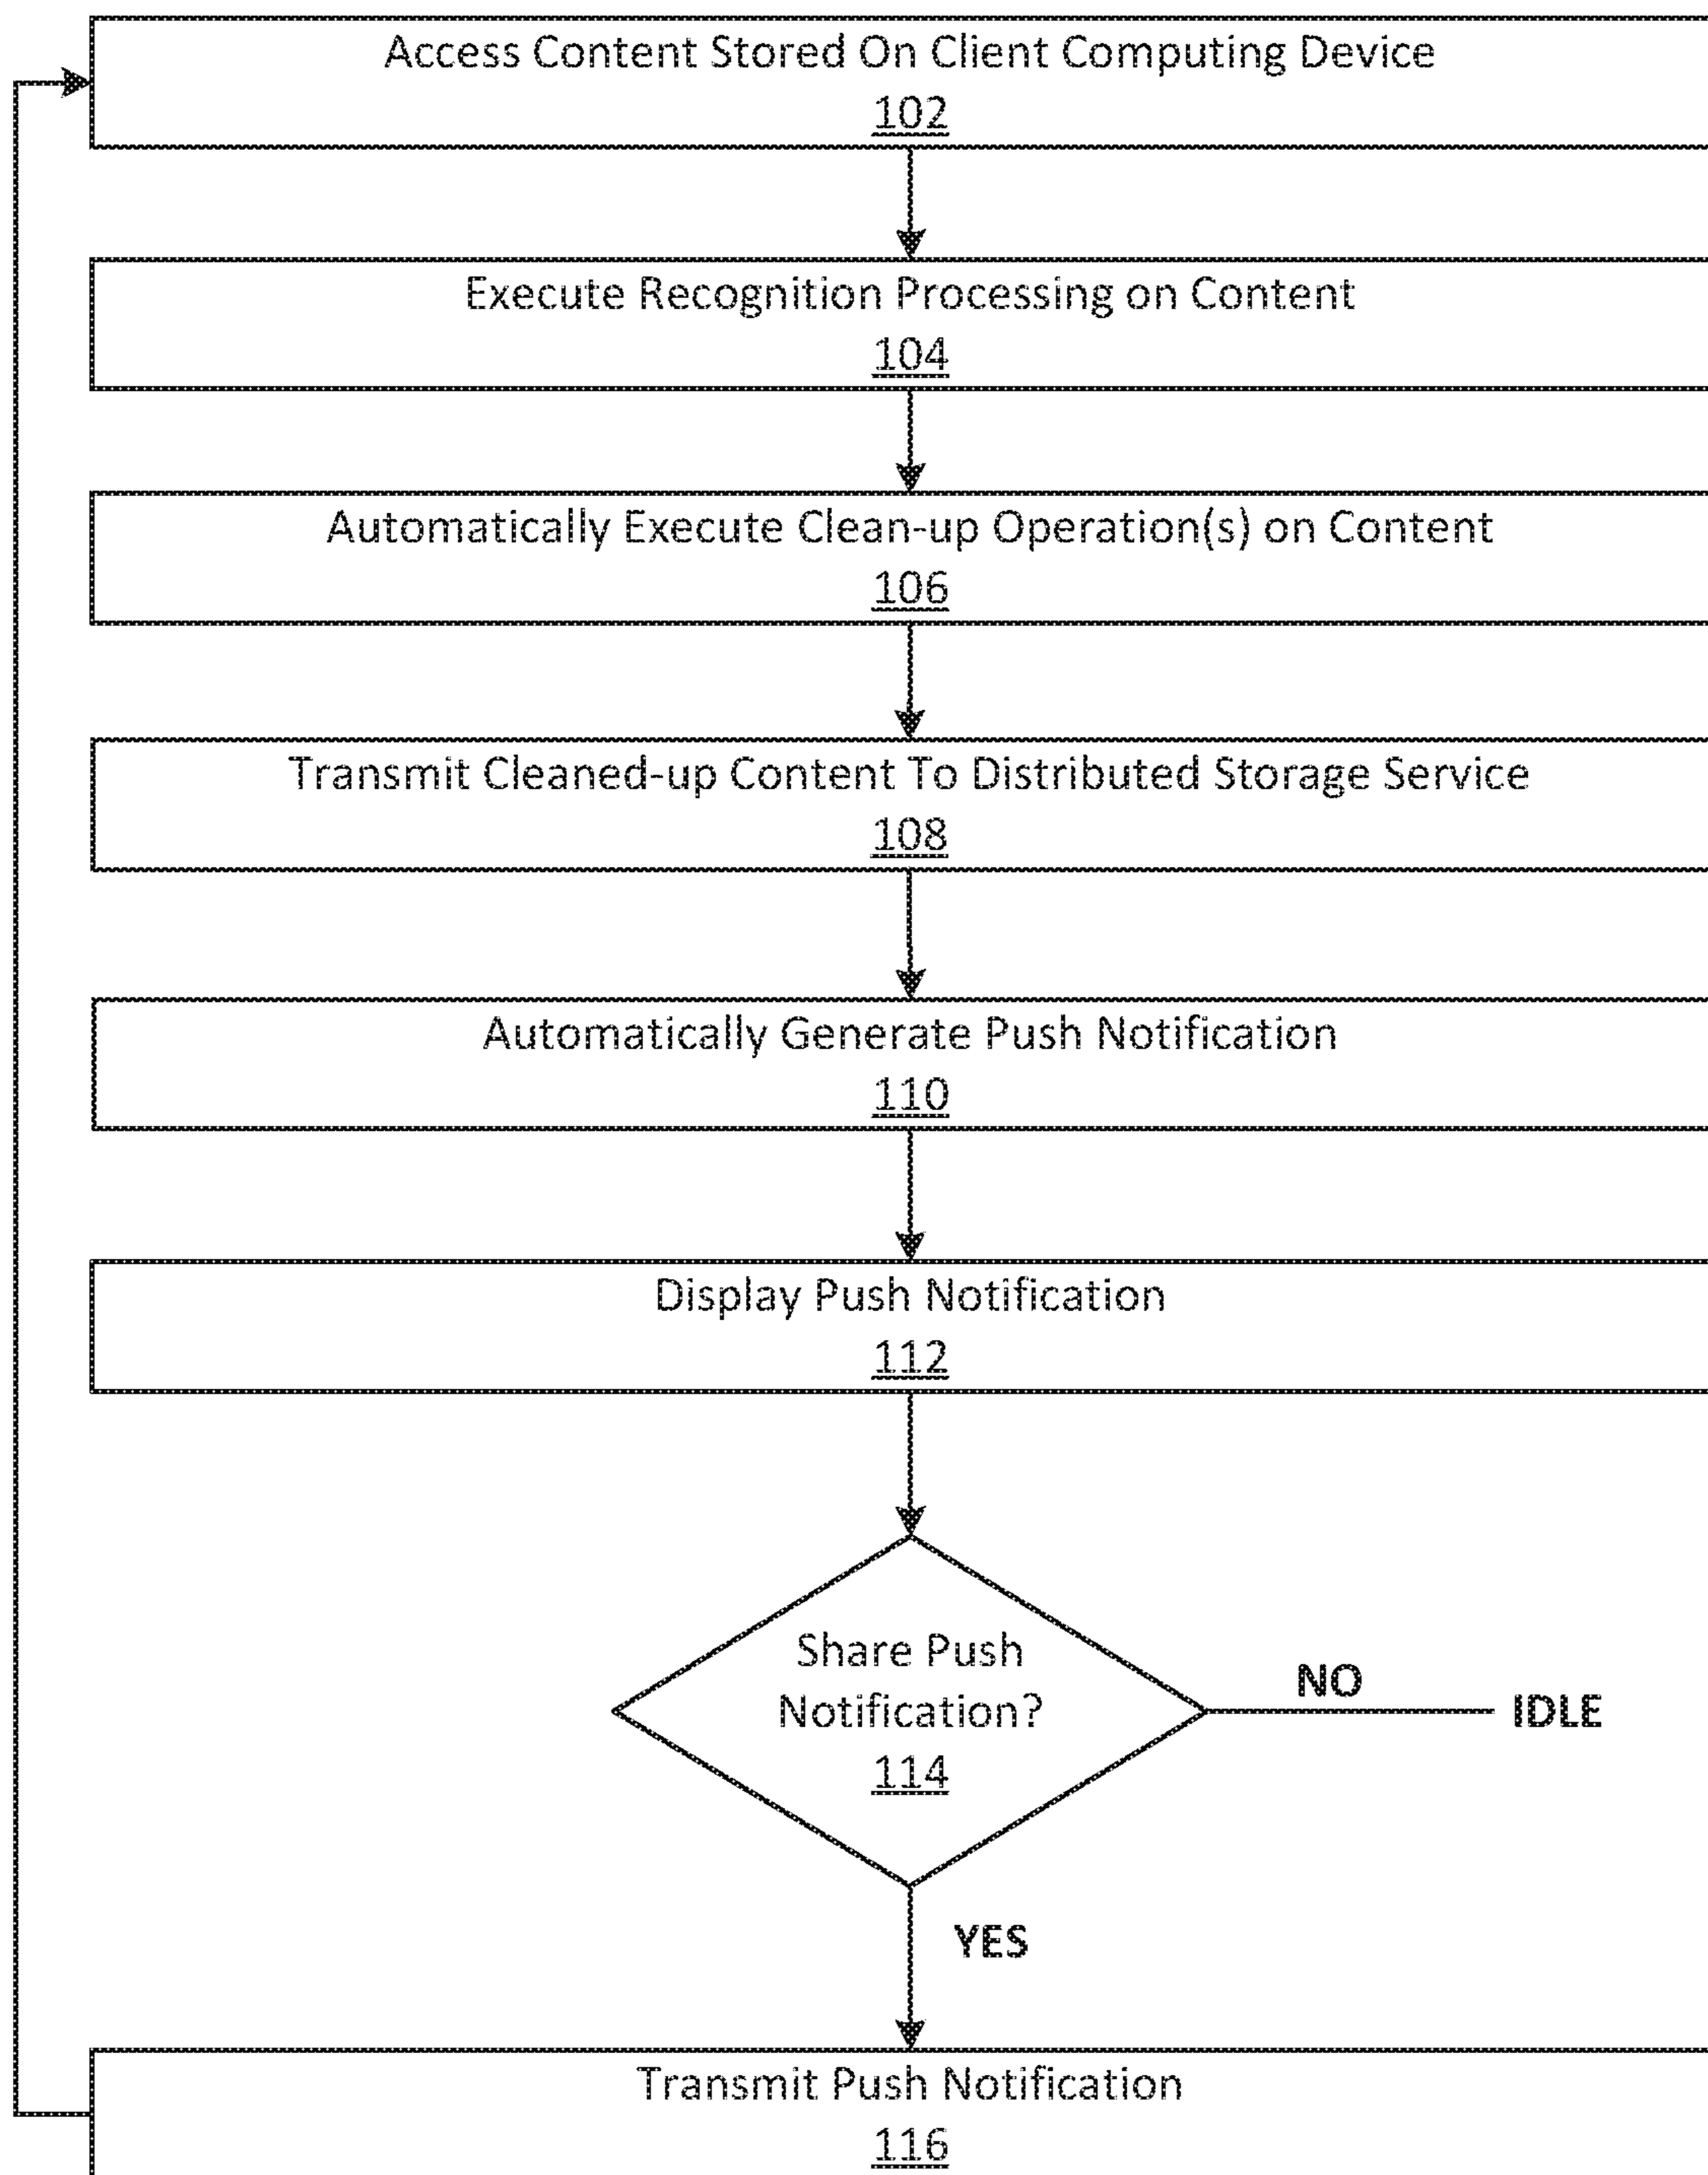 Access Content Stored On Client Computing Device
102
Execute Recognition Processing on Content
104
Automatically Execute Clean-up Operation(s) on Content
106
Transmit Cleaned-up Content To Distributed Storage Service
108
Automatically Generate Push Notification
110
Display Push Notification
112
Share Push
Notification?
114
NO
IDLE
YES
Transmit Push Notification
116